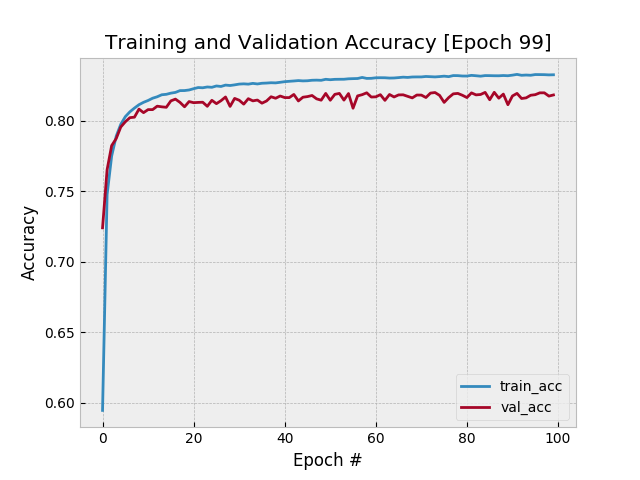 Training and Validation Accuracy [Epoch 99]
Accuracy
0.80
0.75
0.70
0.65
0.60
train_acc
val_acc
0 20 40 60 80 100
Epoch #